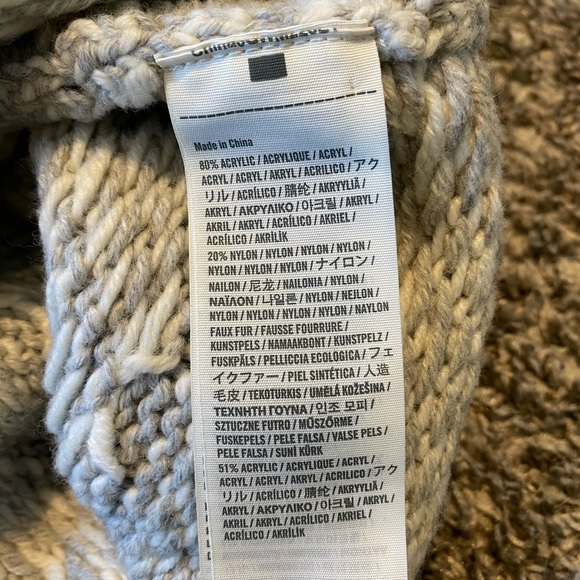 Made in China
80% ACRYLIC / ACRYLIQUE / ACRYL /
ACRYL / ACRYL / AKRYL / ACRILICO / アク
リル / ACRÍLICO / 腈纶 / AKRYYLIÄ /
AKRYL / ΑΚΡΥΛΙΚΟ / 아크릴 / AKRYL /
AKRIL / AKRYL / ACRÍLICO / AKRIEL /
ACRÍLICO / AKRİLİK
20% NYLON / NYLON / NYLON / NYLON /
NYLON / NYLON / NYLON / ナイロン /
NAILON / 尼龙 / NAILONIA / NYLON /
ΝΑΪΛΟΝ / 나일론 / NYLON / NEJLON /
NYLON / NYLON / NYLON / NYLON / NAYLON
FAUX FUR / FAUSSE FOURRURE /
KUNSTPELS / NAMAAKBONT / KUNSTPELZ /
FUSKPÄLS / PELLICCIA ECOLOGICA / フェ
イクファー / PIEL SINTÉTICA / 人造
毛皮 / TEKOTURKIS / UMĚLÁ KOŽEŠINA /
ΤΕΧΝΗΤΗ ΓΟΥΝΑ / 인조 모피 /
SZTUCZNE FUTRO / MŰSZŐRME /
FUSKEPELS / PELE FALSA / VALSE PELS /
PELE FALSA / SUNİ KÜRK
51% ACRYLIC / ACRYLIQUE / ACRYL /
ACRYL / ACRYL / AKRYL / ACRILICO / アク
リル / ACRÍLICO / 腈纶 / AKRYYLIÄ /
AKRYL / ΑΚΡΥΛΙΚΟ / 아크릴 / AKRYL /
AKRIL / AKRYL / ACRÍLICO / AKRIEL /
ACRÍLICO / AKRİLİK